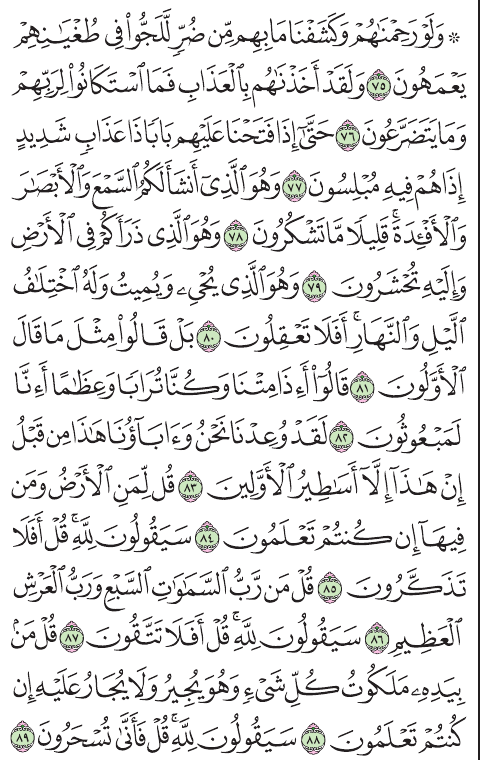 ۞ وَلَوْ رَحِمْنَٰهُمْ وَكَشَفْنَا مَا بِهِم مِّن ضُرٍّ لَّلَجُّوا۟ فِى طُغْيَٰنِهِمْ
يَعْمَهُونَ ٧٥ وَلَقَدْ أَخَذْنَٰهُم بِٱلْعَذَابِ فَمَا ٱسْتَكَانُوا۟ لِرَبِّهِمْ
وَمَا يَتَضَرَّعُونَ ٧٦ حَتَّىٰٓ إِذَا فَتَحْنَا عَلَيْهِم بَابًا ذَا عَذَابٍ شَدِيدٍ
إِذَا هُمْ فِيهِ مُبْلِسُونَ ٧٧ وَهُوَ ٱلَّذِىٓ أَنشَأَ لَكُمُ ٱلسَّمْعَ وَٱلْأَبْصَٰرَ
وَٱلْأَفْـِٔدَةَ ۚ قَلِيلًا مَّا تَشْكُرُونَ ٧٨ وَهُوَ ٱلَّذِى ذَرَأَكُمْ فِى ٱلْأَرْضِ
وَإِلَيْهِ تُحْشَرُونَ ٧٩ وَهُوَ ٱلَّذِى يُحْىِۦ وَيُمِيتُ وَلَهُ ٱخْتِلَٰفُ
ٱلَّيْلِ وَٱلنَّهَارِ ۚ أَفَلَا تَعْقِلُونَ ٨٠ بَلْ قَالُوا۟ مِثْلَ مَا قَالَ
ٱلْأَوَّلُونَ ٨١ قَالُوٓا۟ أَءِذَا مِتْنَا وَكُنَّا تُرَابًا وَعِظَٰمًا أَءِنَّا
لَمَبْعُوثُونَ ٨٢ لَقَدْ وُعِدْنَا نَحْنُ وَءَابَآؤُنَا هَٰذَا مِن قَبْلُ
إِنْ هَٰذَآ إِلَّآ أَسَٰطِيرُ ٱلْأَوَّلِينَ ٨٣ قُل لِّمَنِ ٱلْأَرْضُ وَمَن
فِيهَآ إِن كُنتُمْ تَعْلَمُونَ ٨٤ سَيَقُولُونَ لِلَّهِ ۚ قُلْ أَفَلَا
تَذَكَّرُونَ ٨٥ قُلْ مَن رَّبُّ ٱلسَّمَٰوَٰتِ ٱلسَّبْعِ وَرَبُّ ٱلْعَرْشِ
ٱلْعَظِيمِ ٨٦ سَيَقُولُونَ لِلَّهِ ۚ قُلْ أَفَلَا تَتَّقُونَ ٨٧ قُلْ مَنۢ
بِيَدِهِۦ مَلَكُوتُ كُلِّ شَىْءٍ وَهُوَ يُجِيرُ وَلَا يُجَارُ عَلَيْهِ إِن
كُنتُمْ تَعْلَمُونَ ٨٨ سَيَقُولُونَ لِلَّهِ ۚ قُلْ فَأَنَّىٰ تُسْحَرُونَ ٨٩